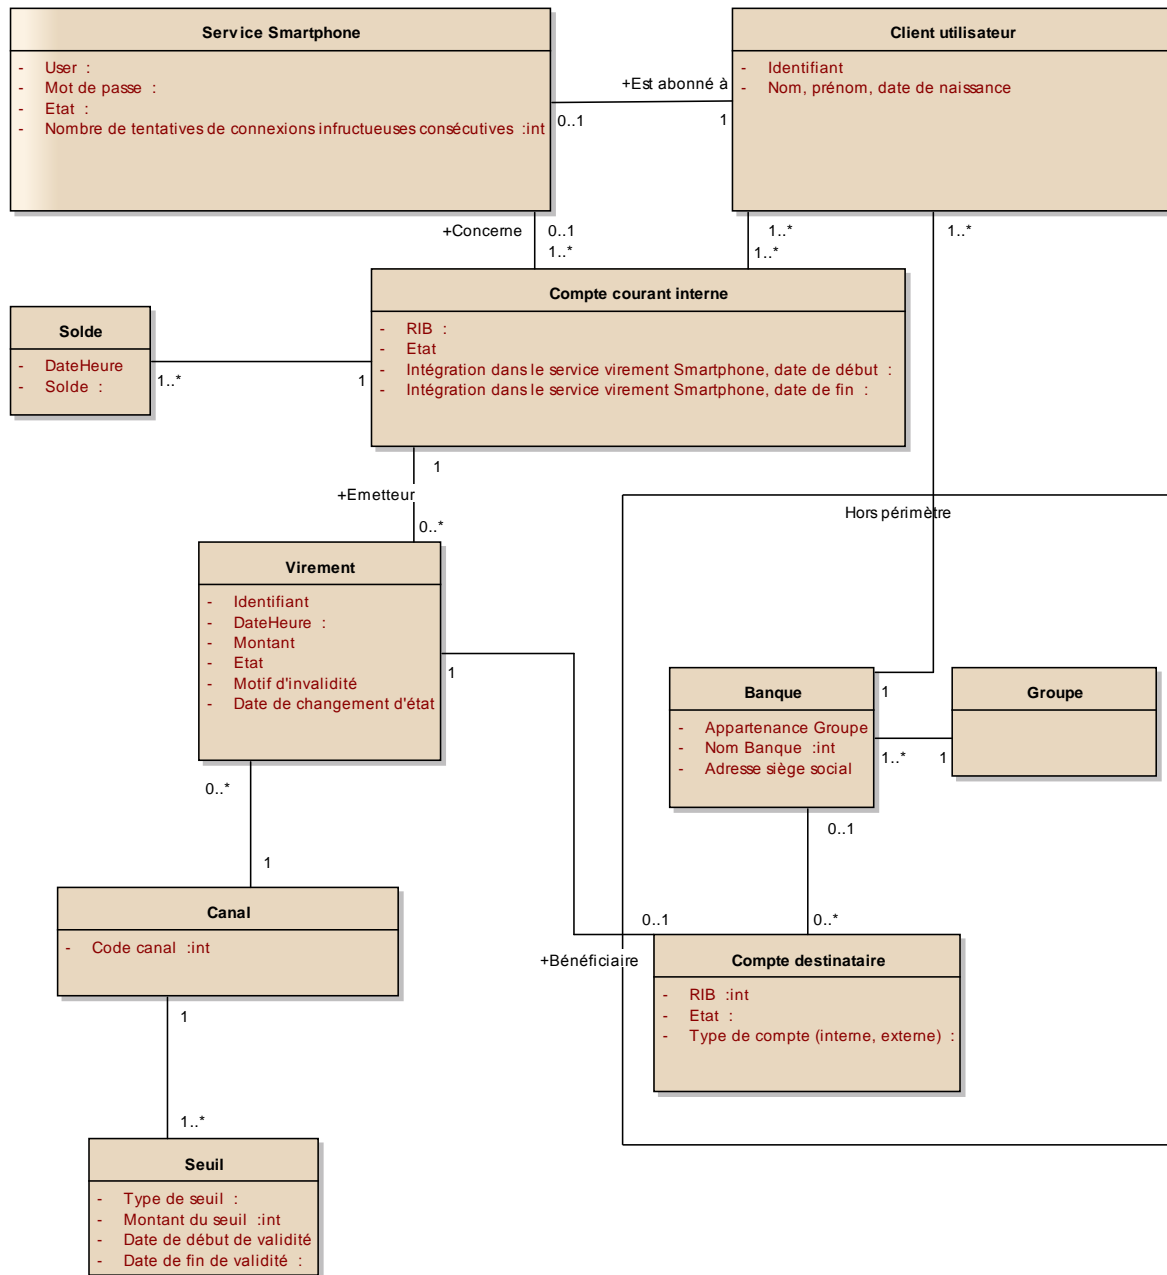 Service Smartphone
- User :
- Mot de passe :
- Etat :
- Nombre de tentatives de connexions infructueuses consécutives :int
Client utilisateur
- Identifiant
- Nom, prénom, date de naissance
+Est abonné à
0..1
1
+Concerne
0..1
1..*
1..*
1..*
1..*
Compte courant interne
- RIB :
- Etat
- Intégration dans le service virement Smartphone, date de début :
- Intégration dans le service virement Smartphone, date de fin :
Solde
- DateHeure
- Solde :
1..*
1
1
+Emetteur
0..*
Hors périmètre
Virement
- Identifiant
- DateHeure :
- Montant
- Etat
- Motif d'invalidité
- Date de changement d'état
1
Banque
- Appartenance Groupe
- Nom Banque :int
- Adresse siège social
1
1..*
1
Groupe
0..*
1
0..1
0..*
0..1
+Bénéficiaire
Canal
- Code canal :int
Compte destinataire
- RIB :int
- Etat :
- Type de compte (interne, externe) :
1
1..*
Seuil
- Type de seuil :
- Montant du seuil :int
- Date de début de validité
- Date de fin de validité :